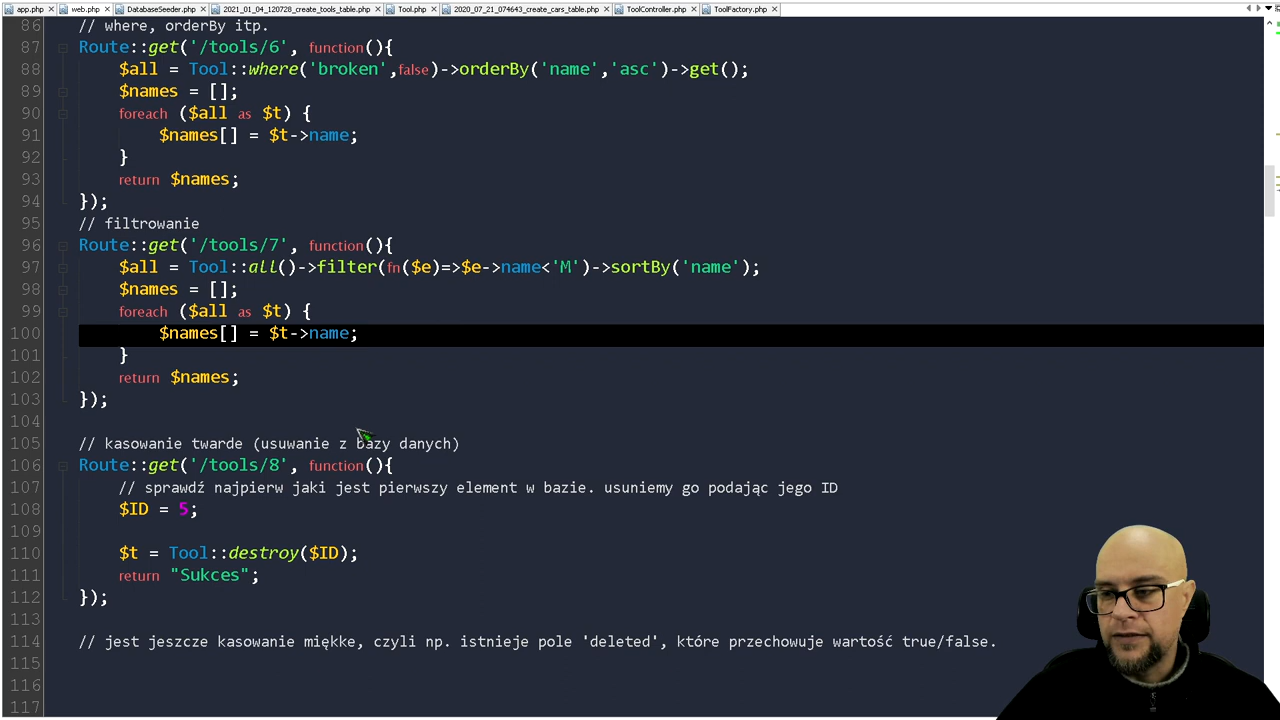 app.php web.php DatabaseSeeder.php 2021_01_04_120728_create_tools_table.php Tool.php 2020_07_21_074643_create_cars_table.php ToolController.php ToolFactory.php
86 // where, orderBy itp.
87 Route::get('/tools/6', function(){
88 $all = Tool::where('broken',false)->orderBy('name','asc')->get();
89 $names = [];
90 foreach ($all as $t) {
91 $names[] = $t->name;
92 }
93 return $names;
94 });
95 // filtrowanie
96 Route::get('/tools/7', function(){
97 $all = Tool::all()->filter(fn($e)=>$e->name<'M')->sortBy('name');
98 $names = [];
99 foreach ($all as $t) {
100 $names[] = $t->name;
101 }
102 return $names;
103 });
104
105 // kasowanie twarde (usuwanie z bazy danych)
106 Route::get('/tools/8', function(){
107 // sprawdź najpierw jaki jest pierwszy element w bazie. usuniemy go podając jego ID
108 $ID = 5;
109
110 $t = Tool::destroy($ID);
111 return "Sukces";
112 });
113
114 // jest jeszcze kasowanie miękke, czyli np. istnieje pole 'deleted', które przechowuje wartość true/false.
115
116
117